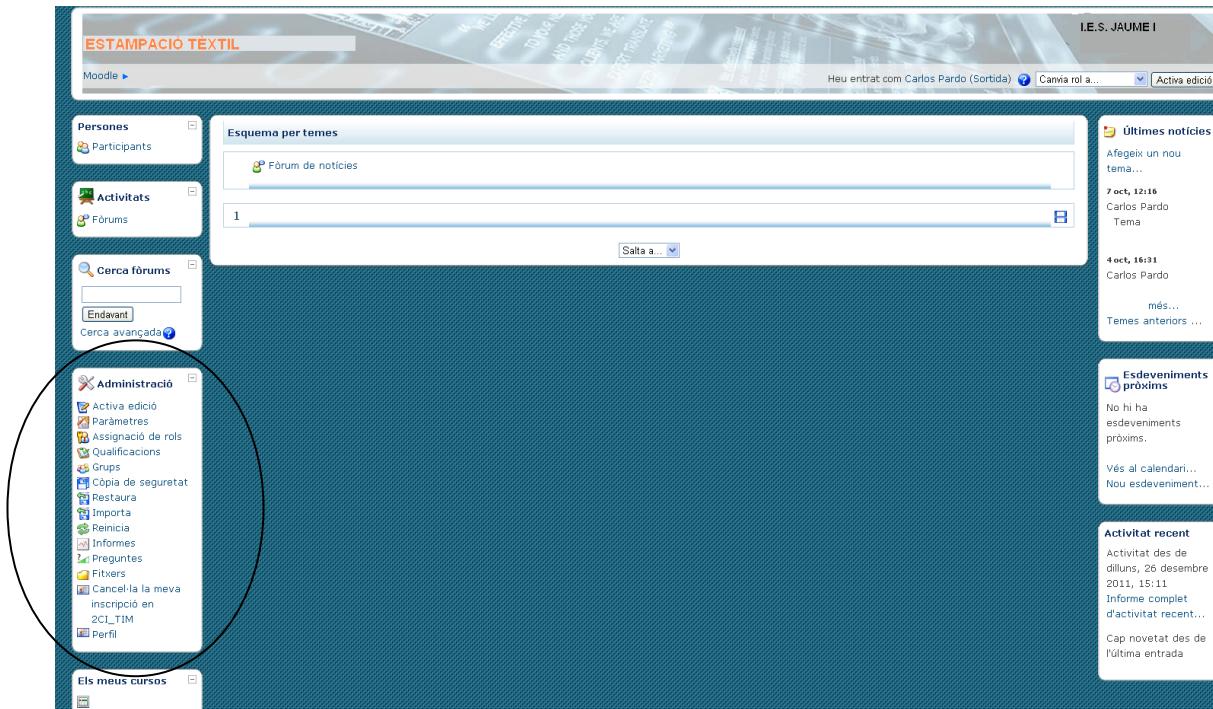 I.E.S. JAUME I
ESTAMPACIÓ TÈXTIL
Moodle ►
Heu entrat com Carlos Pardo (Sortida)
Canvia rol a...
Activa edició
Persones
Participants
Activitats
Fòrums
Cerca fòrums
Endavant
Cerca avançada
Administració
Activa edició
Paràmetres
Assignació de rols
Qualificacions
Grups
Còpia de seguretat
Restaura
Importa
Reinicia
Informes
Preguntes
Fitxers
Cancel·la la meva
inscripció en
2CI_TIM
Perfil
Els meus cursos
Esquema per temes
Fòrum de notícies
1
Salta a...
Últimes notícies
Afegeix un nou
tema...
7 oct, 12:16
Carlos Pardo
Tema
4 oct, 16:31
Carlos Pardo
més...
Temes anteriors ...
Esdeveniments
pròxims
No hi ha
esdeveniments
pròxims.
Vés al calendari...
Nou esdeveniment...
Activitat recent
Activitat des de
dilluns, 26 desembre
2011, 15:11
Informe complet
d'activitat recent...
Cap novetat des de
l'última entrada